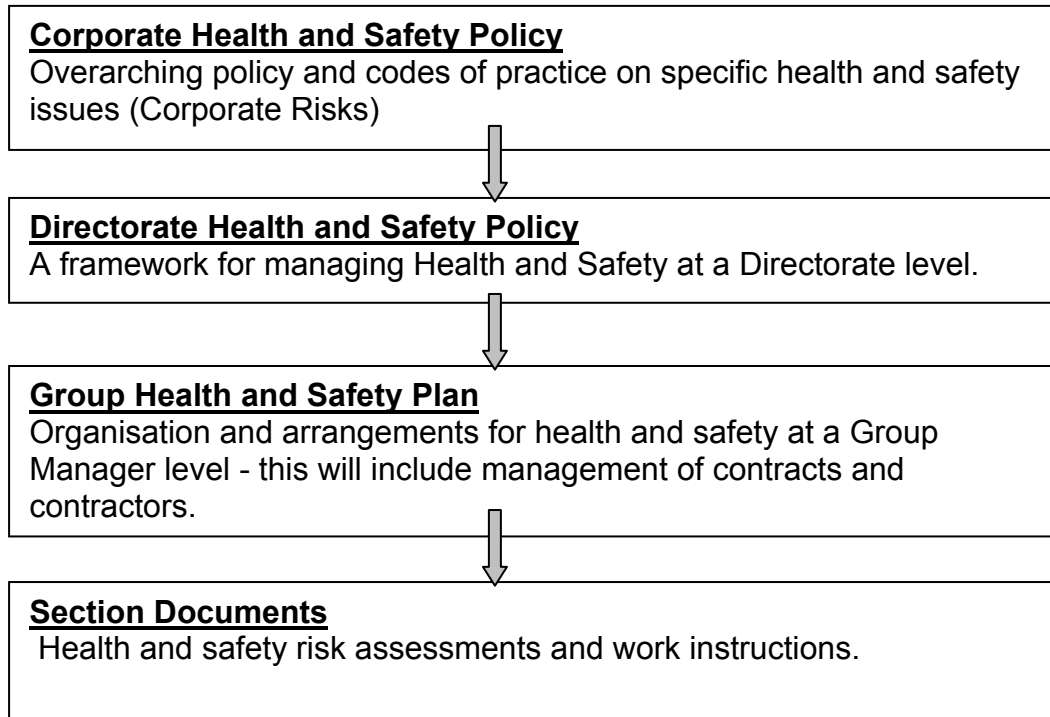 Corporate Health and Safety Policy
Overarching policy and codes of practice on specific health and safety
issues (Corporate Risks)
Directorate Health and Safety Policy
A framework for managing Health and Safety at a Directorate level.
Group Health and Safety Plan
Organisation and arrangements for health and safety at a Group
Manager level - this will include management of contracts and
contractors.
Section Documents
Health and safety risk assessments and work instructions.